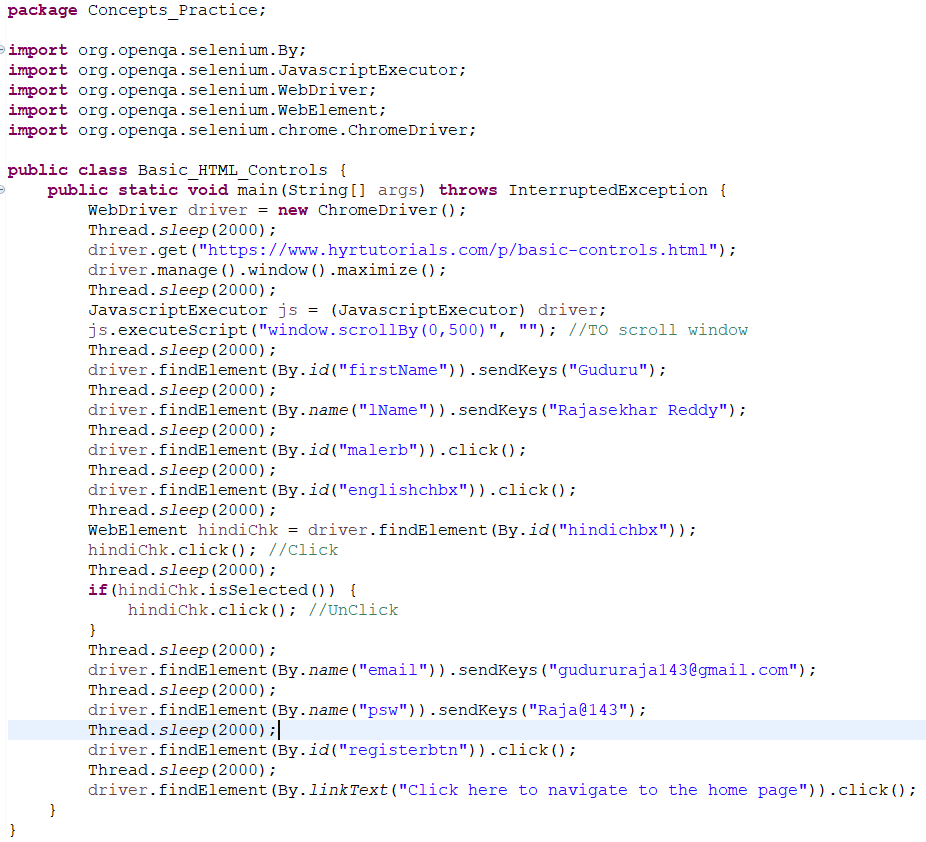 package Concepts_Practice;
import org.openqa.selenium.By;
import org.openqa.selenium.JavascriptExecutor;
import org.openqa.selenium.WebDriver;
import org.openqa.selenium.WebElement;
import org.openqa.selenium.chrome.ChromeDriver;
public class Basic_HTML_Controls {
    public static void main(String[] args) throws InterruptedException {
        WebDriver driver = new ChromeDriver();
        Thread.sleep(2000);
        driver.get("https://www.hyrtutorials.com/p/basic-controls.html");
        driver.manage().window().maximize();
        Thread.sleep(2000);
        JavascriptExecutor js = (JavascriptExecutor) driver;
        js.executeScript("window.scrollBy(0,500)", ""); //TO scroll window
        Thread.sleep(2000);
        driver.findElement(By.id("firstName")).sendKeys("Guduru");
        Thread.sleep(2000);
        driver.findElement(By.name("lName")).sendKeys("Rajasekhar Reddy");
        Thread.sleep(2000);
        driver.findElement(By.id("malerb")).click();
        Thread.sleep(2000);
        driver.findElement(By.id("englishchbx")).click();
        Thread.sleep(2000);
        WebElement hindiChk = driver.findElement(By.id("hindichbx"));
        hindiChk.click(); //Click
        Thread.sleep(2000);
        if(hindiChk.isSelected()) {
            hindiChk.click(); //UnClick
        }
        Thread.sleep(2000);
        driver.findElement(By.name("email")).sendKeys("gudururaja143@gmail.com");
        Thread.sleep(2000);
        driver.findElement(By.name("psw")).sendKeys("Raja@143");
        Thread.sleep(2000);
        driver.findElement(By.id("registerbtn")).click();
        Thread.sleep(2000);
        driver.findElement(By.linkText("Click here to navigate to the home page")).click();
    }
}